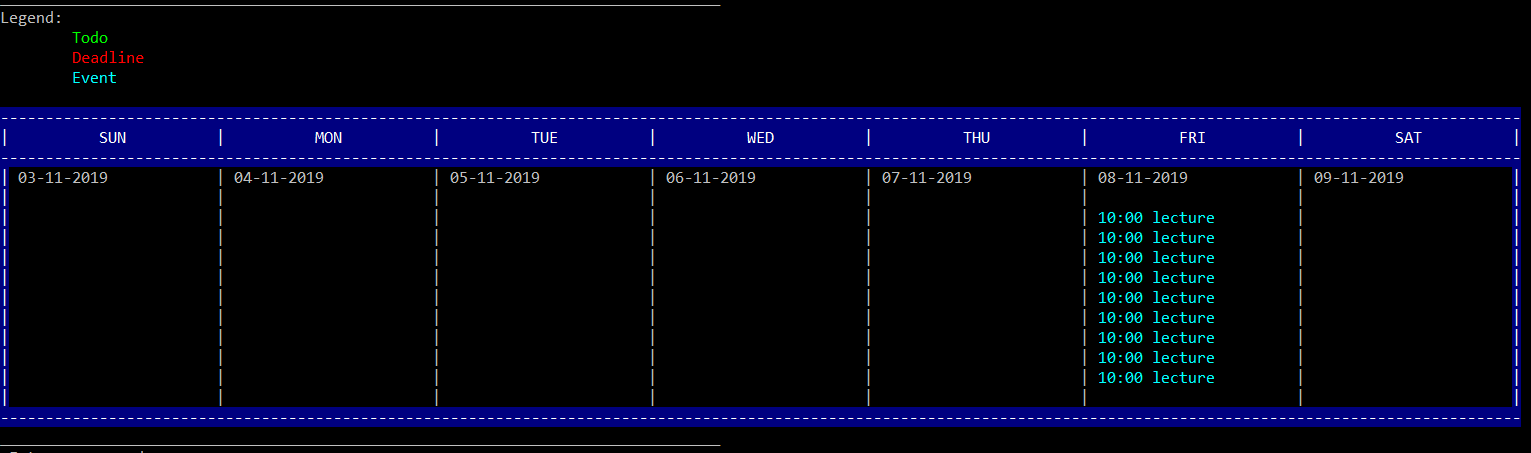 Legend:
Todo
Deadline
Event
| SUN | MON | TUE | WED | THU | FRI | SAT |
| 03-11-2019 | 04-11-2019 | 05-11-2019 | 06-11-2019 | 07-11-2019 | 08-11-2019 | 09-11-2019 |
10:00 lecture
10:00 lecture
10:00 lecture
10:00 lecture
10:00 lecture
10:00 lecture
10:00 lecture
10:00 lecture
10:00 lecture